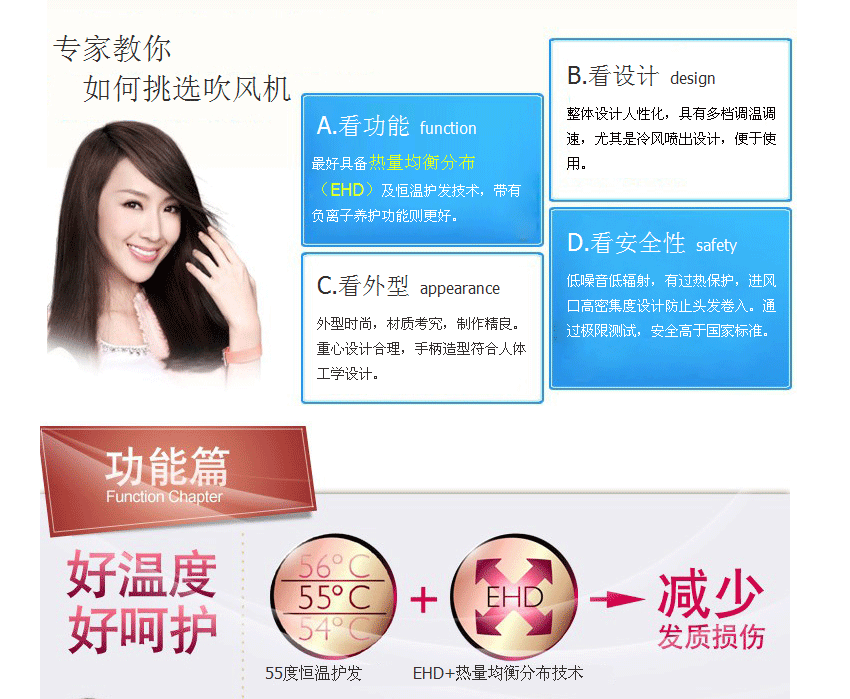 专家教你
如何挑选吹风机
A.看功能 function
最好具备热量均衡分布
（EHD）及恒温护发技术，带有
负离子养护功能则更好。
B.看设计 design
整体设计人性化，具有多档调温调
速，尤其是冷风喷出设计，便于使
用。
C.看外型 appearance
外型时尚，材质考究，制作精良。
重心设计合理，手柄造型符合人体
工学设计。
D.看安全性 safety
低噪音低辐射，有过热保护，进风
口高密集度设计防止头发卷入。通
过极限测试，安全高于国家标准。
功能篇
Function Chapter
好温度
好呵护
56°C
55°C
54°C
+
EHD
减少
发质损伤
55度恒温护发
EHD+热量均衡分布技术